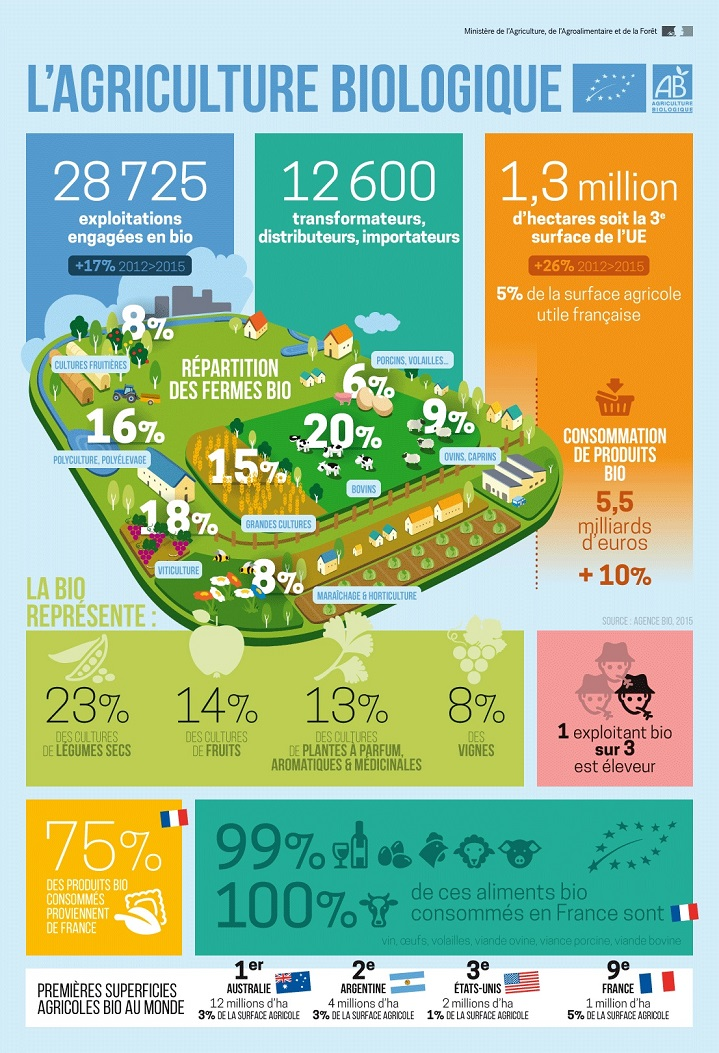 Ministère de l'Agriculture, de l'Agroalimentaire et de la Forêt
L'AGRICULTURE BIOLOGIQUE
AB
AGRICULTURE
BIOLOGIQUE
28 725
exploitations
engagées en bio
+17% 2012>2015
12 600
transformateurs,
distributeurs, importateurs
1,3 million
d'hectares soit la 3e
surface de l'UE
+26% 2012>2015
5% de la surface agricole
utile française
RÉPARTITION
DES FERMES BIO
8%
CULTURES FRUITIÈRES
PORCINS, VOLAILLES...
6%
16%
POLYCULTURE, POLYÉLEVAGE
20%
BOVINS
9%
OVINS, CAPRINS
15%
GRANDES CULTURES
18%
VITICULTURE
8%
MARAÎCHAGE & HORTICULTURE
CONSOMMATION
DE PRODUITS
BIO
5,5
milliards
d'euros
+ 10%
SOURCE : AGENCE BIO, 2015
LA BIO
REPRÉSENTE :
23%
DES CULTURES
DE LÉGUMES SECS
14%
DES CULTURES
DE FRUITS
13%
DES CULTURES
DE PLANTES À PARFUM,
AROMATIQUES & MÉDICINALES
8%
DES
VIGNES
1 exploitant bio
sur 3
est éleveur
75%
DES PRODUITS BIO
CONSOMMÉS
PROVIENNENT
DE FRANCE
99%
100%
de ces aliments bio
consommés en France sont
vin, œufs, volailles, viande ovine, viance porcine, viande bovine
PREMIÈRES SUPERFICIES
AGRICOLES BIO AU MONDE
1er
AUSTRALIE
12 millions d'ha
3% DE LA SURFACE AGRICOLE
2e
ARGENTINE
4 millions d'ha
3% DE LA SURFACE AGRICOLE
3e
ÉTATS-UNIS
2 millions d'ha
1% DE LA SURFACE AGRICOLE
9e
FRANCE
1 million d'ha
5% DE LA SURFACE AGRICOLE